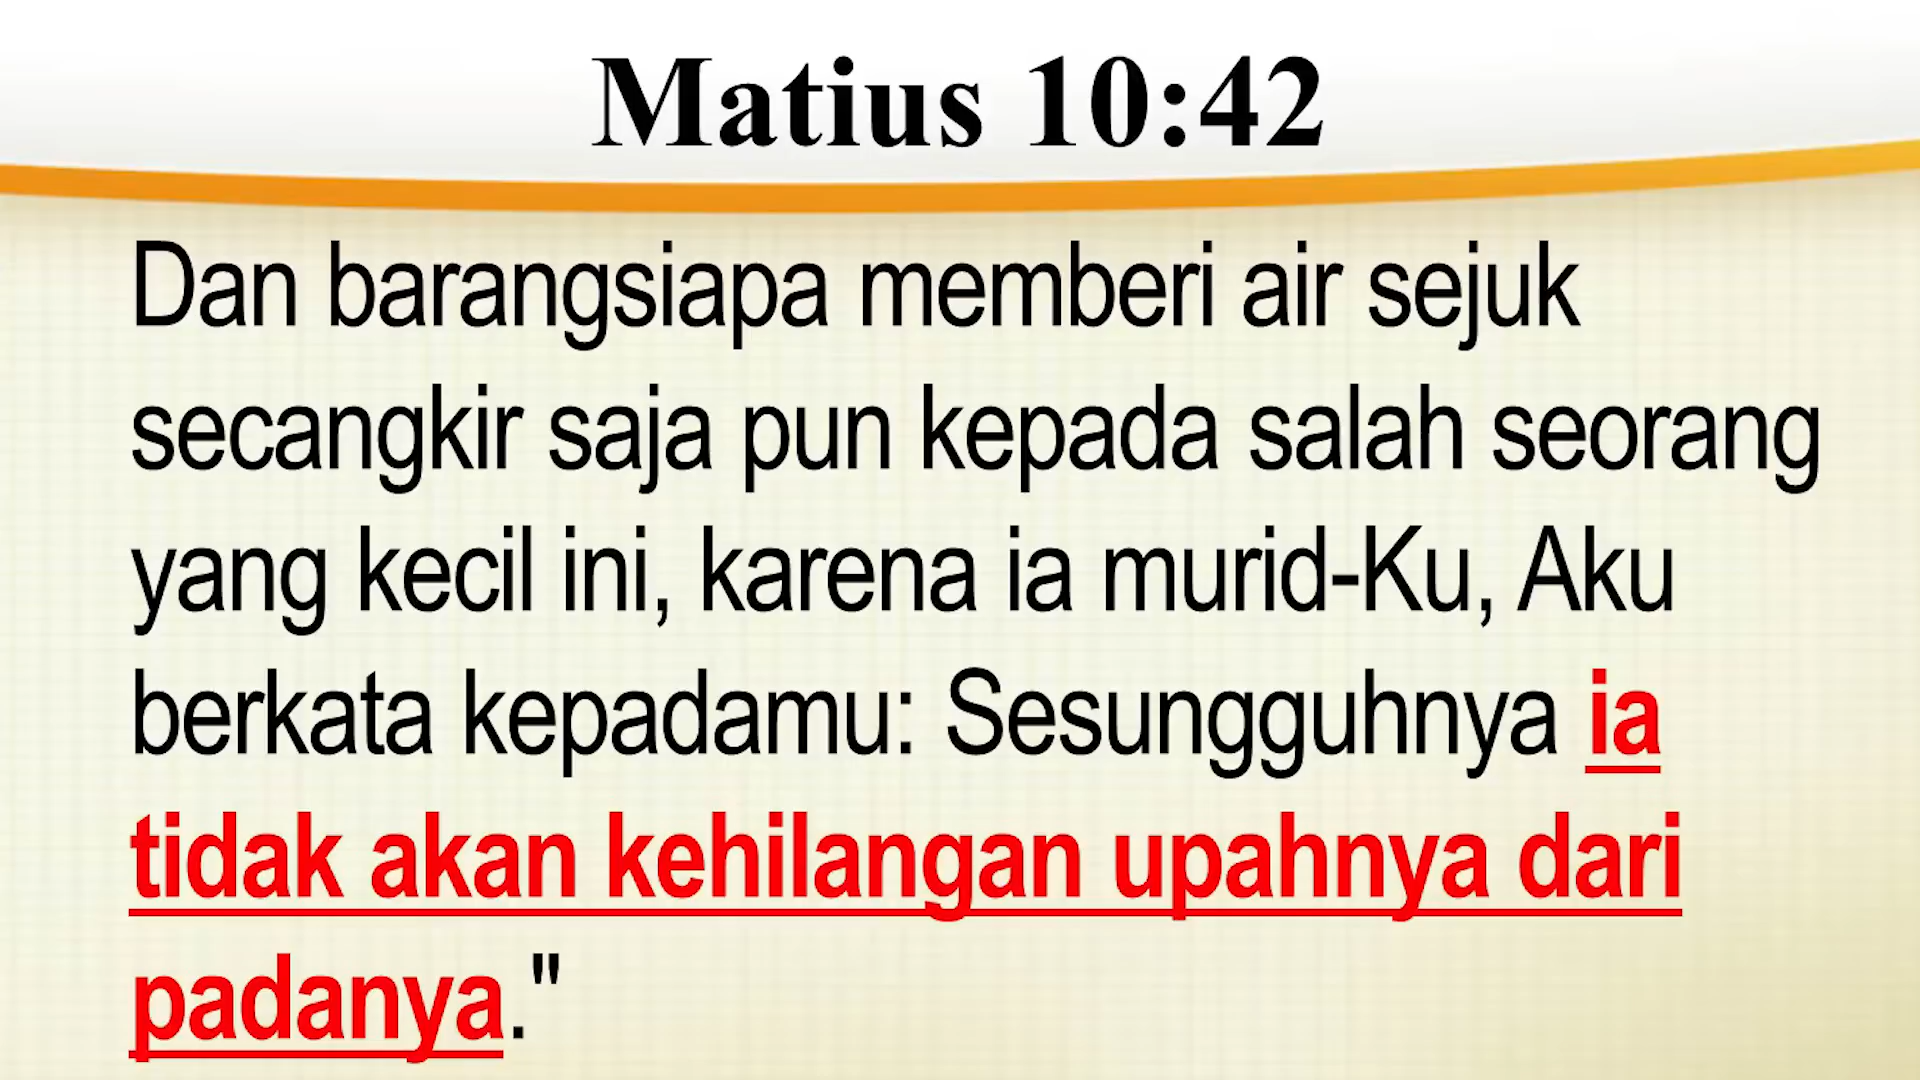 Matius 10:42
Dan barangsiapa memberi air sejuk
secangkir saja pun kepada salah seorang
yang kecil ini, karena ia murid-Ku, Aku
berkata kepadamu: Sesungguhnya ia
tidak akan kehilangan upahnya dari
padanya."